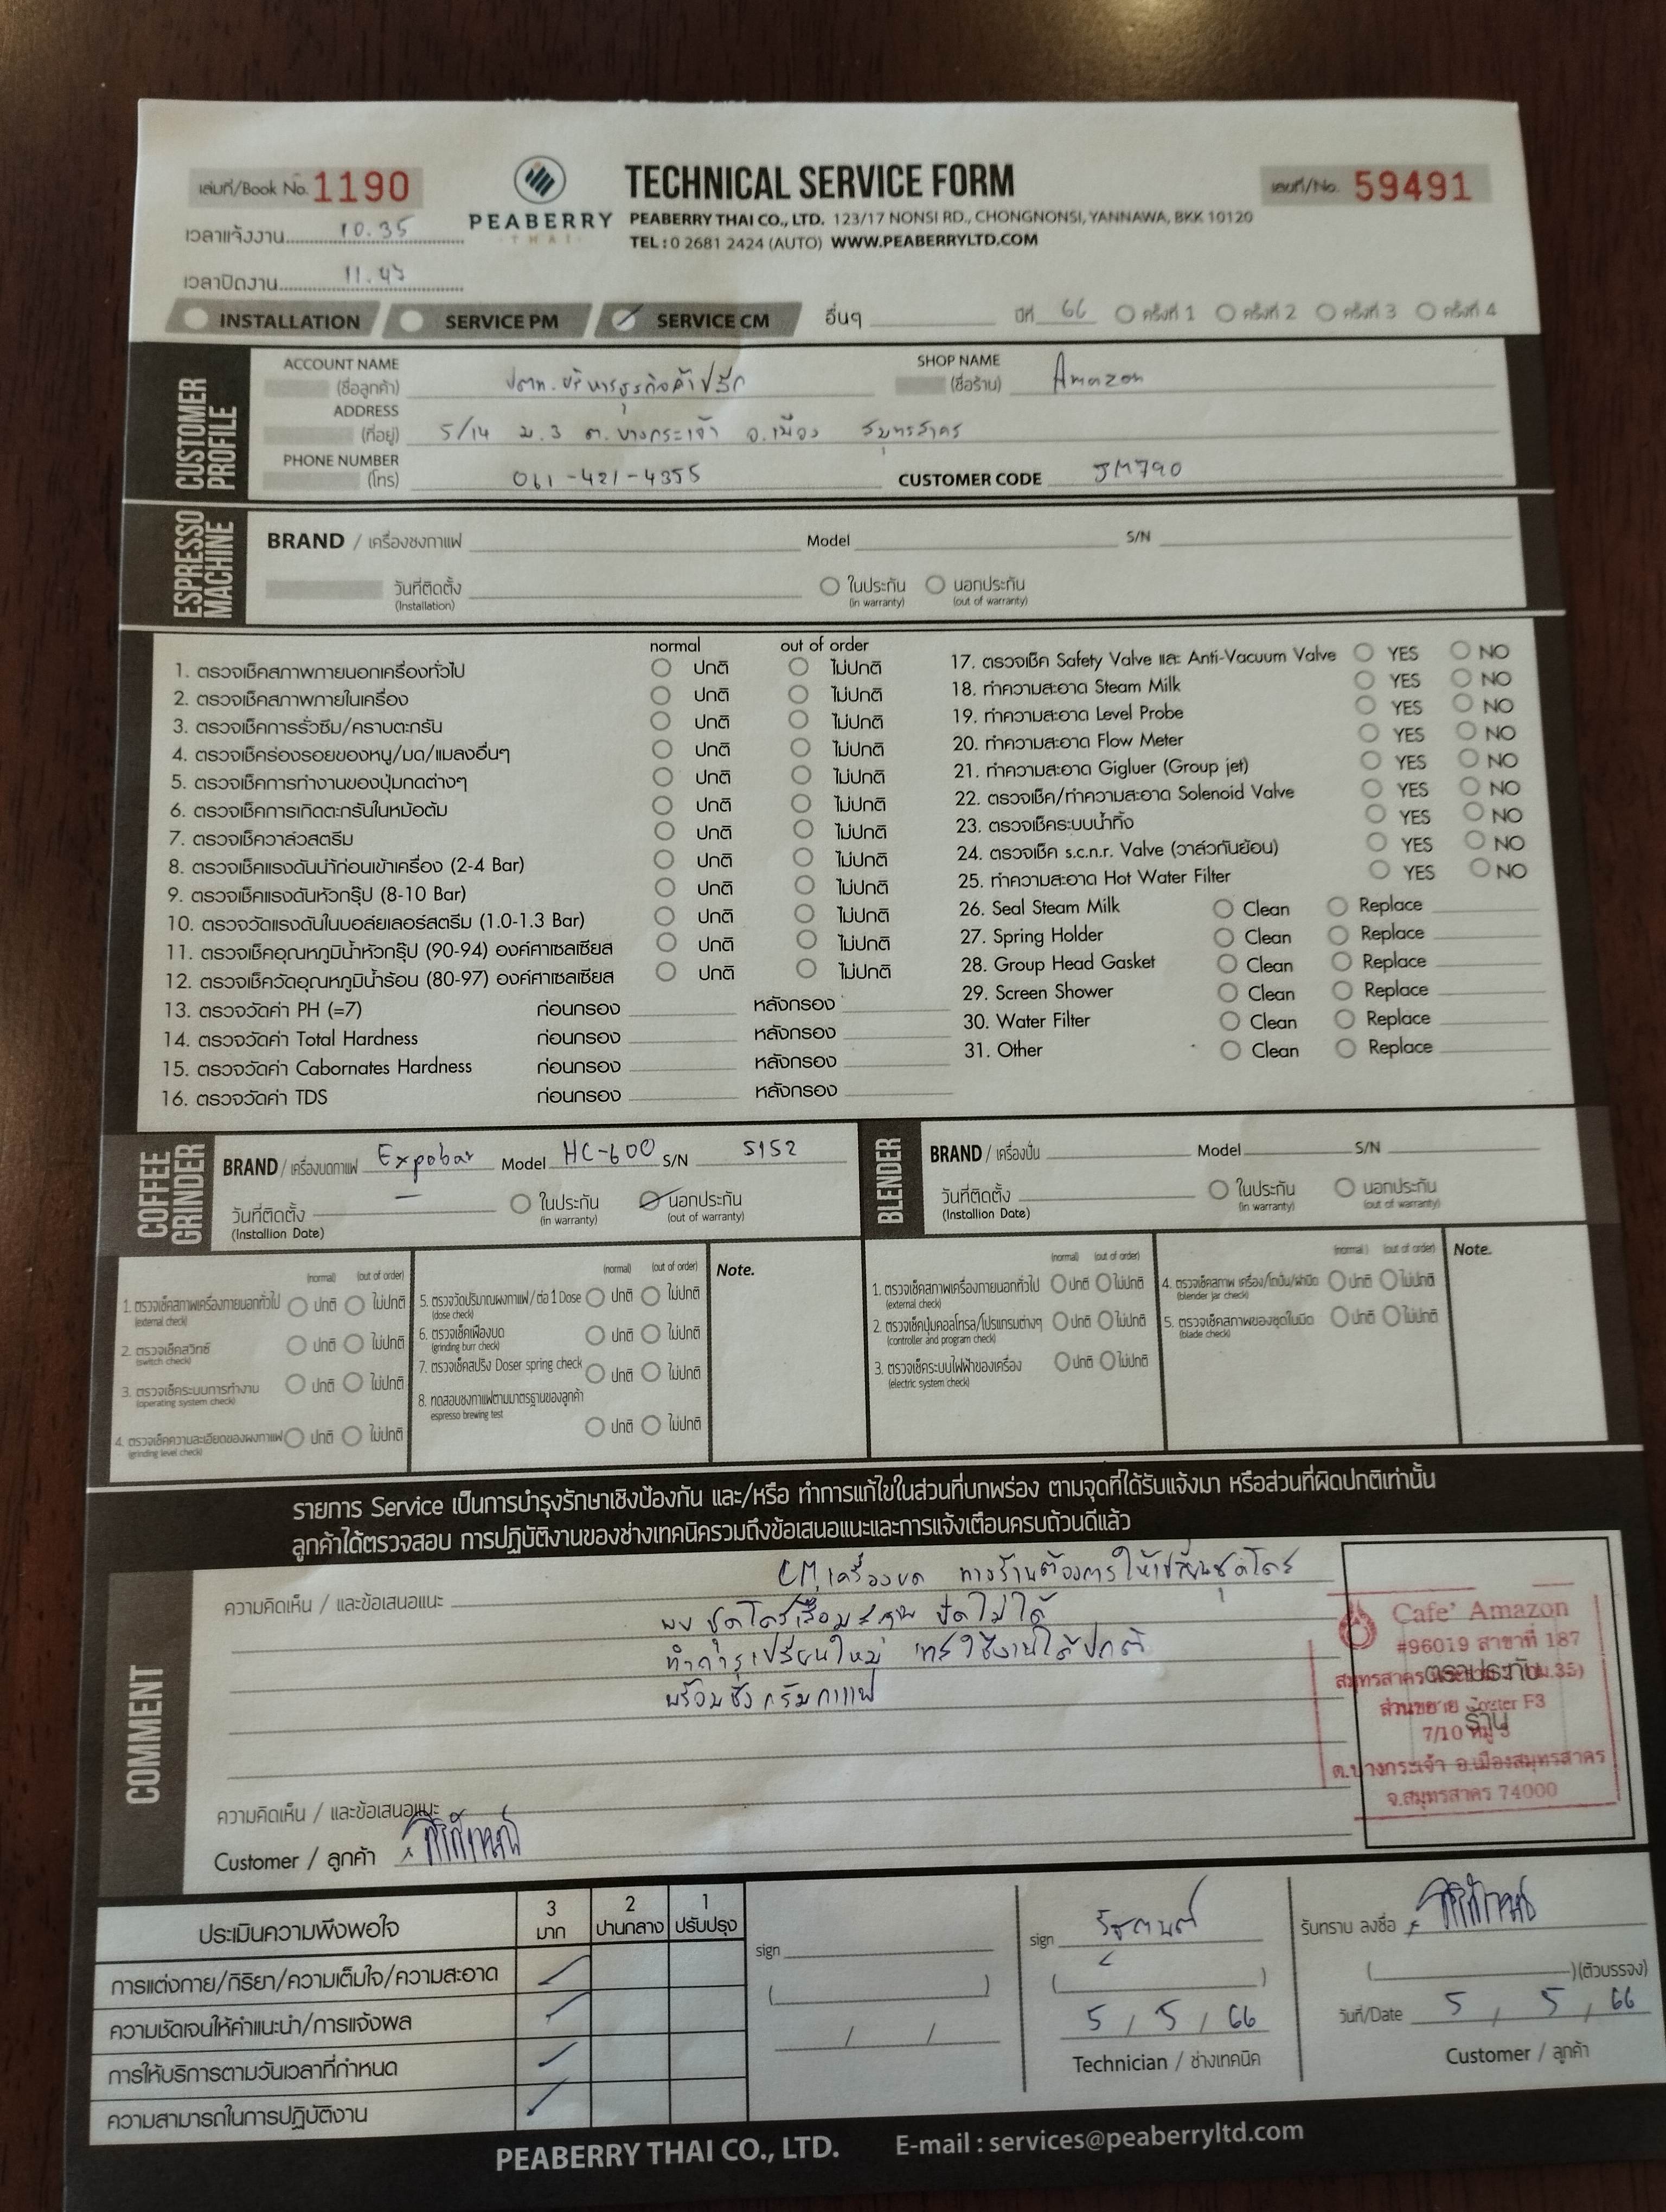 เล่มที่/Book No. 1190
PEABERRY
THAI
TECHNICAL SERVICE FORM
PEABERRY THAI CO., LTD. 123/17 NONSI RD., CHONGNONSI, YANNAWA, BKK 10120
TEL : 0 2681 2424 (AUTO) WWW.PEABERRYLTD.COM
เลขที่/No. 59491
เวลาแจ้งงาน 10.35
เวลาปิดงาน 11.47
INSTALLATION SERVICE PM SERVICE CM อื่นๆ ปีที่ 66 ครั้งที่ 1 ครั้งที่ 2 ครั้งที่ 3 ครั้งที่ 4
CUSTOMER PROFILE
ACCOUNT NAME (ชื่อลูกค้า) ปตท.บริหารธุรกิจค้าปลีก
SHOP NAME (ชื่อร้าน) Amazon
ADDRESS (ที่อยู่) 5/14 ม.3 ต.บางกระเจ้า อ.เมือง สมุทรสาคร
PHONE NUMBER (โทร) 061-421-4355
CUSTOMER CODE JM790
ESPRESSO MACHINE
BRAND / เครื่องชงกาแฟ Model S/N
วันที่ติดตั้ง (Installation) ในประกัน (in warranty) นอกประกัน (out of warranty)
normal out of order
1. ตรวจเช็คสภาพภายนอกเครื่องทั่วไป ปกติ ไม่ปกติ
2. ตรวจเช็คสภาพภายในเครื่อง ปกติ ไม่ปกติ
3. ตรวจเช็คการรั่วซึม/คราบตะกรัน ปกติ ไม่ปกติ
4. ตรวจเช็คร่องรอยของหนู/มด/แมลงอื่นๆ ปกติ ไม่ปกติ
5. ตรวจเช็คการทำงานของปุ่มกดต่างๆ ปกติ ไม่ปกติ
6. ตรวจเช็คการเกิดตะกรันในหม้อต้ม ปกติ ไม่ปกติ
7. ตรวจเช็ควาล์วสตรีม ปกติ ไม่ปกติ
8. ตรวจเช็คแรงดันน้ำก่อนเข้าเครื่อง (2-4 Bar) ปกติ ไม่ปกติ
9. ตรวจเช็คแรงดันหัวกรุ๊ป (8-10 Bar) ปกติ ไม่ปกติ
10. ตรวจวัดแรงดันในบอล์ยเลอร์สตรีม (1.0-1.3 Bar) ปกติ ไม่ปกติ
11. ตรวจเช็คอุณหภูมิน้ำหัวกรุ๊ป (90-94) องค์ศาเซลเซียส ปกติ ไม่ปกติ
12. ตรวจเช็ควัดอุณหภูมิน้ำร้อน (80-97) องค์ศาเซลเซียส ปกติ ไม่ปกติ
13. ตรวจวัดค่า PH (=7) ก่อนกรอง หลังกรอง
14. ตรวจวัดค่า Total Hardness ก่อนกรอง หลังกรอง
15. ตรวจวัดค่า Cabornates Hardness ก่อนกรอง หลังกรอง
16. ตรวจวัดค่า TDS ก่อนกรอง หลังกรอง
17. ตรวจเช็ค Safety Valve และ Anti-Vacuum Valve YES NO
18. ทำความสะอาด Steam Milk YES NO
19. ทำความสะอาด Level Probe YES NO
20. ทำความสะอาด Flow Meter YES NO
21. ทำความสะอาด Gigluer (Group jet) YES NO
22. ตรวจเช็ค/ทำความสะอาด Solenoid Valve YES NO
23. ตรวจเช็คระบบน้ำทิ้ง YES NO
24. ตรวจเช็ค s.c.n.r. Valve (วาล์วกันย้อน) YES NO
25. ทำความสะอาด Hot Water Filter YES NO
26. Seal Steam Milk Clean Replace
27. Spring Holder Clean Replace
28. Group Head Gasket Clean Replace
29. Screen Shower Clean Replace
30. Water Filter Clean Replace
31. Other Clean Replace
COFFEE GRINDER
BRAND / เครื่องบดกาแฟ Expobar Model HC-600 S/N 5152
วันที่ติดตั้ง (Installion Date) - ในประกัน (in warranty) นอกประกัน (out of warranty)
BLENDER
BRAND / เครื่องปั่น Model S/N
วันที่ติดตั้ง (Installion Date) ในประกัน (in warranty) นอกประกัน (out of warranty)
(normal) (out of order)
1. ตรวจเช็คสภาพเครื่องภายนอกทั่วไป (external check) ปกติ ไม่ปกติ
2. ตรวจเช็คสวิทซ์ (switch check) ปกติ ไม่ปกติ
3. ตรวจเช็คระบบการทำงาน (operating system check) ปกติ ไม่ปกติ
4. ตรวจเช็คความละเอียดของผงกาแฟ (grinding level check) ปกติ ไม่ปกติ
(normal) (out of order)
5. ตรวจวัดปริมาณผงกาแฟ / ต่อ 1 Dose (dose check) ปกติ ไม่ปกติ
6. ตรวจเช็คเฟืองบด (grinding burr check) ปกติ ไม่ปกติ
7. ตรวจเช็คสปริง Doser spring check ปกติ ไม่ปกติ
8. ทดสอบชงกาแฟตามมาตรฐานของลูกค้า espresso brewing test ปกติ ไม่ปกติ
Note.
(normal) (out of order)
1. ตรวจเช็คสภาพเครื่องภายนอกทั่วไป (external check) ปกติ ไม่ปกติ
2. ตรวจเช็คปุ่มคอลโทรล/โปรแกรมต่างๆ (controller and program check) ปกติ ไม่ปกติ
3. ตรวจเช็คระบบไฟฟ้าของเครื่อง (electric system check) ปกติ ไม่ปกติ
(normal) (out of order)
4. ตรวจเช็คสภาพ เครื่อง/โถปั่น/ฝาปิด (blender jar check) ปกติ ไม่ปกติ
5. ตรวจเช็คสภาพของชุดใบมีด (blade check) ปกติ ไม่ปกติ
Note.
รายการ Service เป็นการบำรุงรักษาเชิงป้องกัน และ/หรือ ทำการแก้ไขในส่วนที่บกพร่อง ตามจุดที่ได้รับแจ้งมา หรือส่วนที่ผิดปกติเท่านั้น
ลูกค้าได้ตรวจสอบ การปฏิบัติงานของช่างเทคนิครวมถึงข้อเสนอแนะและการแจ้งเตือนครบถ้วนดีแล้ว
COMMENT
ความคิดเห็น / และข้อเสนอแนะ CM เครื่องบด ทางร้านต้องการให้เปลี่ยนชุดโดส
พบ ชุดโดสเสื่อมสภาพ ปัดไม่ได้
ทำการเปลี่ยนใหม่ เทสใช้งานได้ปกติ
พร้อมชั่งกรัมกาแฟ
ตราประทับ
ร้าน
Cafe' Amazon
#96019 สาขาที่ 187
ส่วนขยาย F3
7/10
ต.บางกระเจ้า อ.เมืองสมุทรสาคร
จ.สมุทรสาคร 74000
ความคิดเห็น / และข้อเสนอแนะ
Customer / ลูกค้า
ประเมินความพึงพอใจ 3 มาก 2 ปานกลาง 1 ปรับปรุง
การแต่งกาย/กิริยา/ความเต็มใจ/ความสะอาด
ความชัดเจนให้คำแนะนำ/การแจ้งผล
การให้บริการตามวันเวลาที่กำหนด
ความสามารถในการปฏิบัติงาน
sign
sign
5 / 5 / 66
Technician / ช่างเทคนิค
รับทราบ ลงชื่อ
(ตัวบรรจง)
วันที่/Date 5 / 5 / 66
Customer / ลูกค้า
PEABERRY THAI CO., LTD. E-mail : services@peaberryltd.com